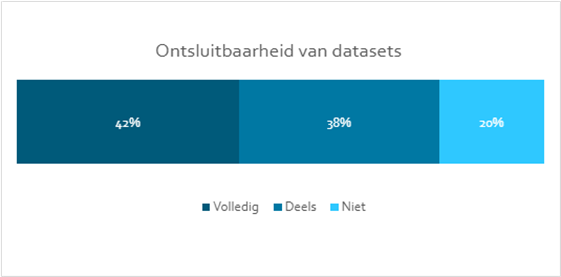 Ontsluitbaarheid van datasets
42% 38% 20%
Volledig Deels Niet